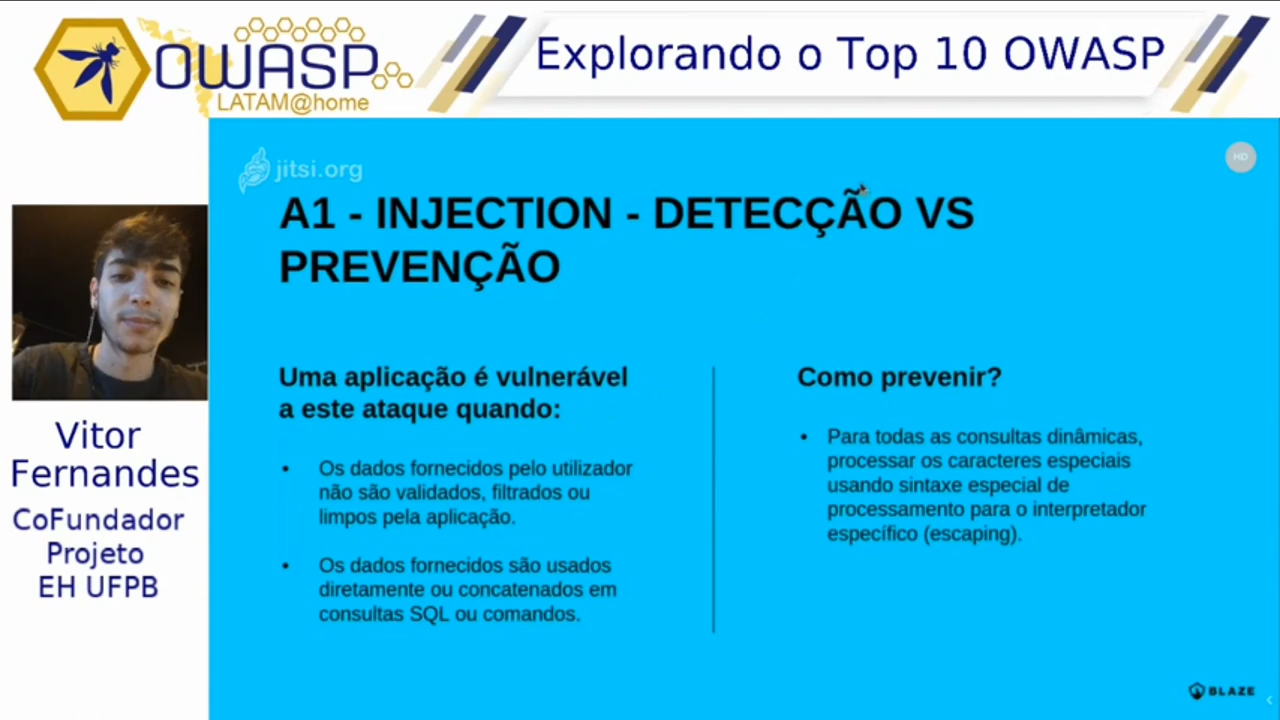 OWASP
LATAM@home
Explorando o Top 10 OWASP
jitsi.org
HD
A1 - INJECTION - DETECÇÃO VS
PREVENÇÃO
Uma aplicação é vulnerável
a este ataque quando:
• Os dados fornecidos pelo utilizador
não são validados, filtrados ou
limpos pela aplicação.
• Os dados fornecidos são usados
diretamente ou concatenados em
consultas SQL ou comandos.
Como prevenir?
• Para todas as consultas dinâmicas,
processar os caracteres especiais
usando sintaxe especial de
processamento para o interpretador
específico (escaping).
Vitor
Fernandes
CoFundador
Projeto
EH UFPB
BLAZE